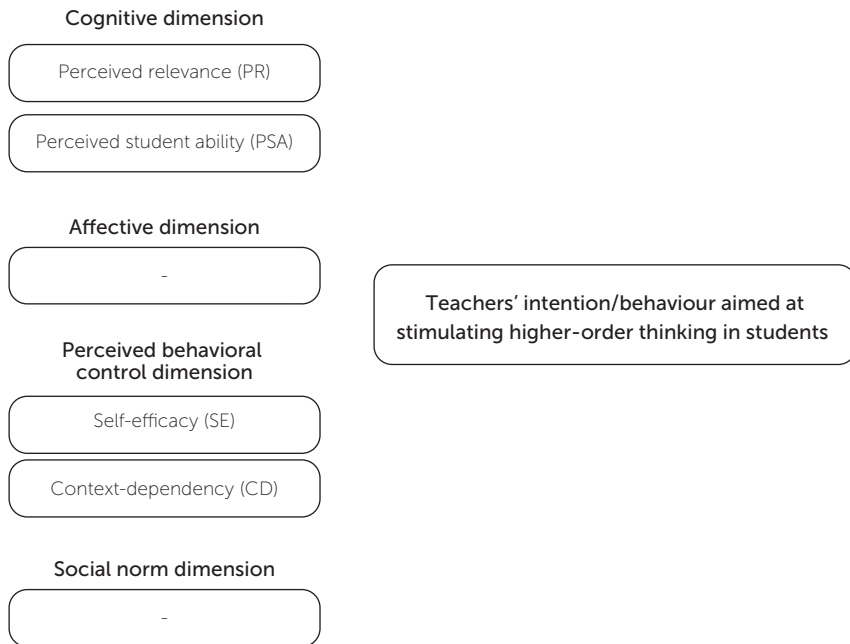 Cognitive dimension
Perceived relevance (PR)
Perceived student ability (PSA)
Affective dimension
-
Teachers’ intention/behaviour aimed at
stimulating higher-order thinking in students
Perceived behavioral
control dimension
Self-efficacy (SE)
Context-dependency (CD)
Social norm dimension
-